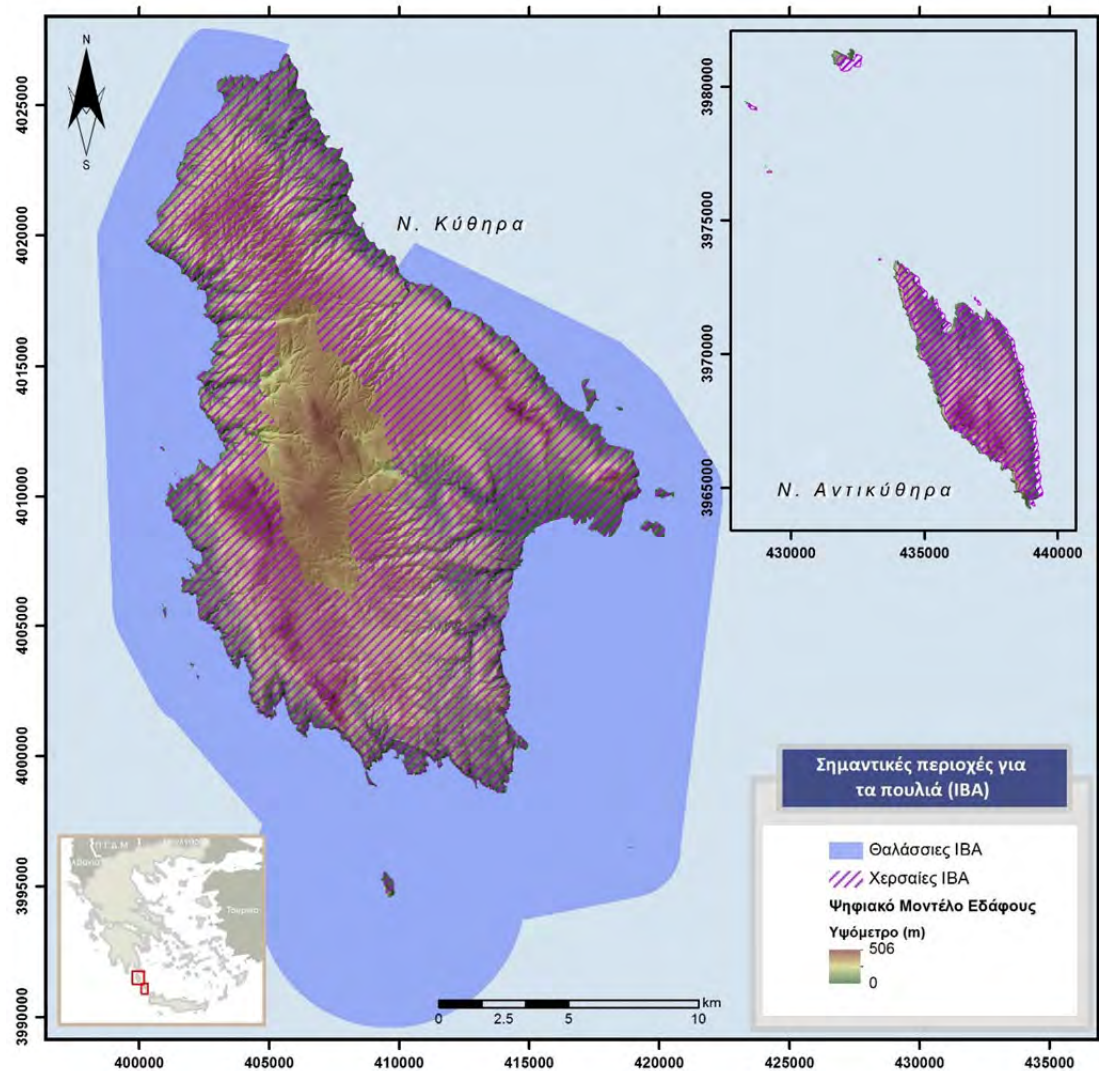 N
S
4025000
4020000
4015000
4010000
4005000
4000000
3995000
3990000
Ν. Κύθηρα
3980000
3975000
3970000
3965000
Ν. Αντικύθηρα
430000 435000 440000
Σημαντικές περιοχές για
τα πουλιά (IBA)
Θαλάσσιες IBA
Χερσαίες IBA
Ψηφιακό Μοντέλο Εδάφους
Υψόμετρο (m)
506
0
Τουρκία
km
0 2.5 5 10
400000 405000 410000 415000 420000 425000 430000 435000